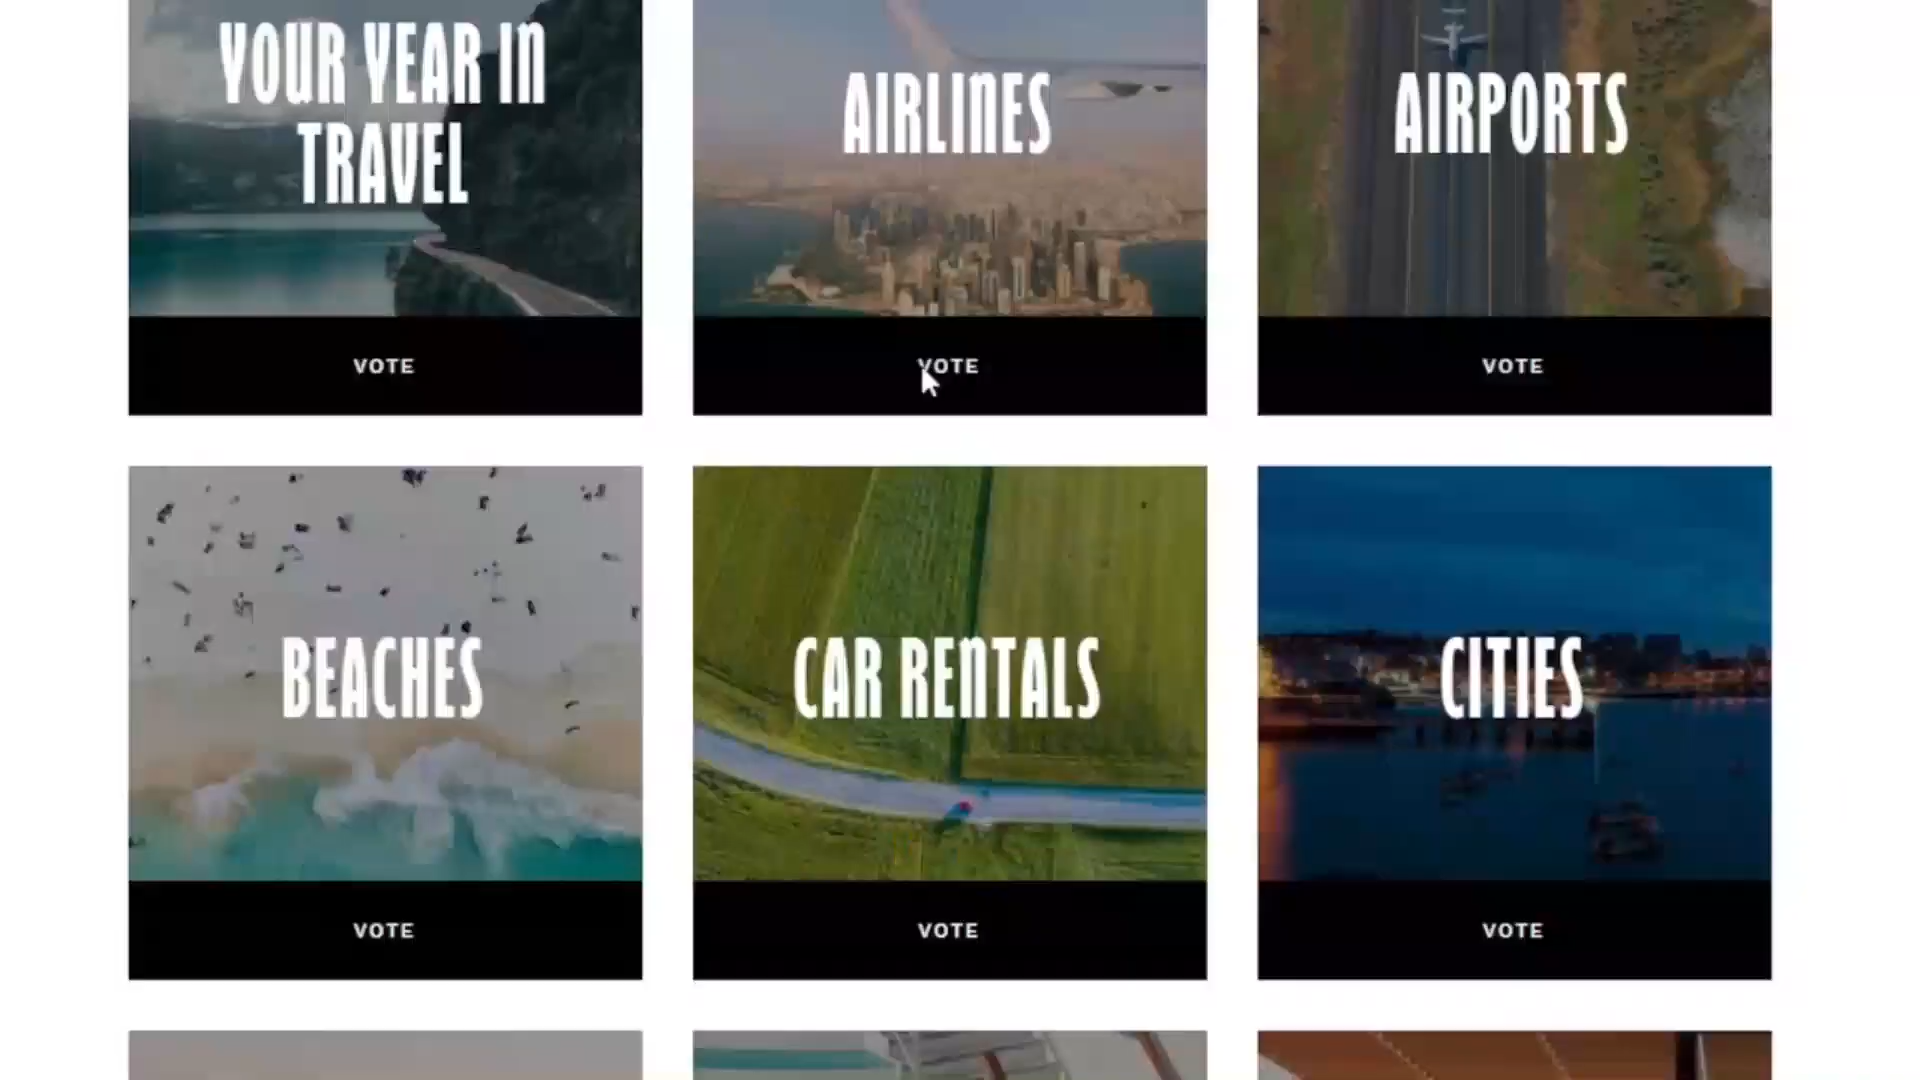 YOUR YEAR IN
TRAVEL
AIRLINES
AIRPORTS
VOTE
VOTE
VOTE
BEACHES
CAR RENTALS
CITIES
VOTE
VOTE
VOTE